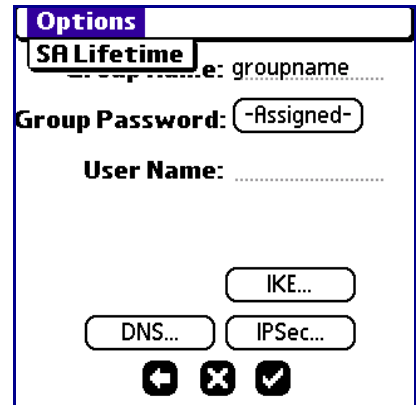 Options
SA Lifetime
groupname
Group Password: -Assigned-
User Name:
IKE...
DNS... IPSec...